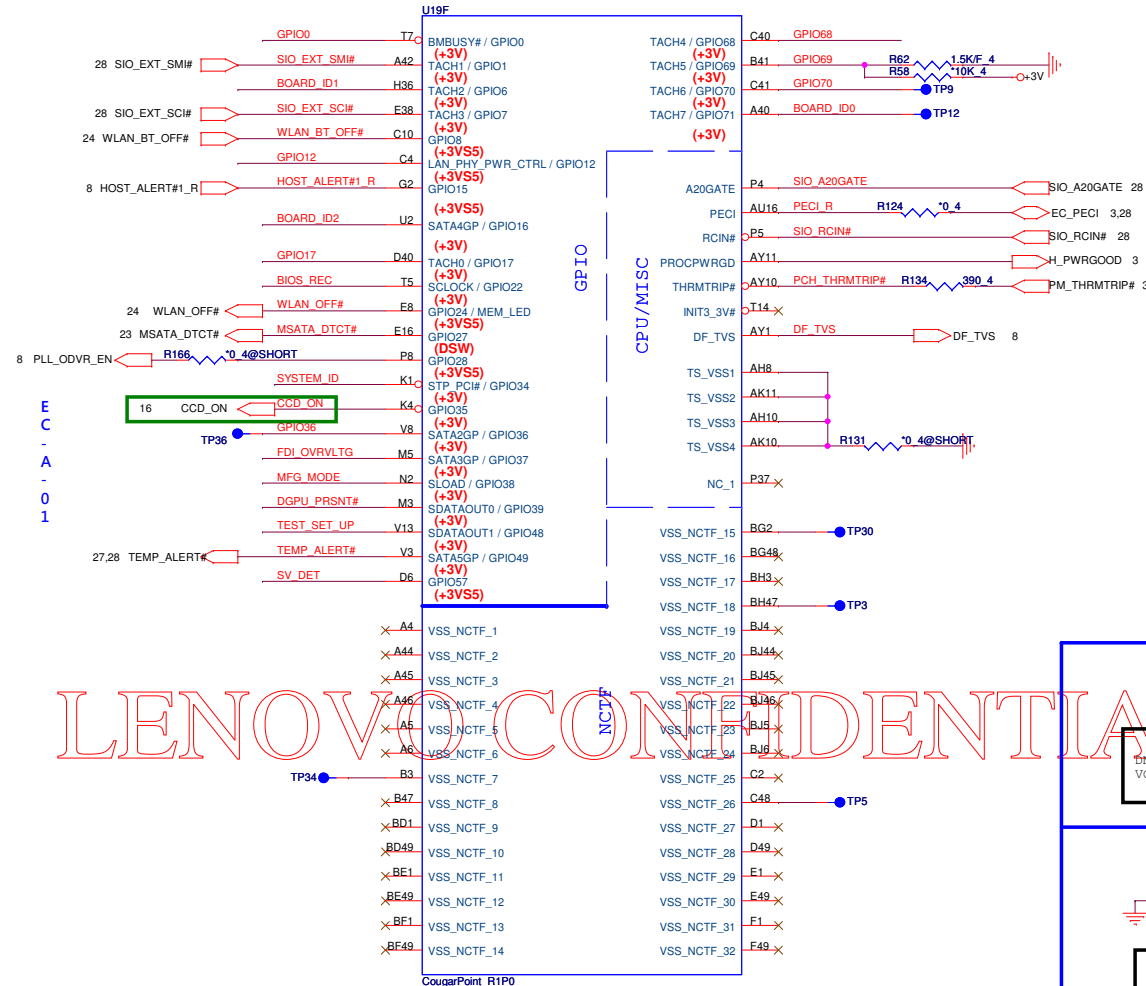 U19F
GPIO0 T7 BMBUSY# / GPIO0
(+3V)
28 SIO_EXT_SMI# SIO_EXT_SMI# A42 TACH1 / GPIO1
(+3V)
BOARD_ID1 H36 TACH2 / GPIO6
(+3V)
28 SIO_EXT_SCI# SIO_EXT_SCI# E38 TACH3 / GPIO7
(+3V)
24 WLAN_BT_OFF# WLAN_BT_OFF# C10 GPIO8
(+3VS5)
GPIO12 C4 LAN_PHY_PWR_CTRL / GPIO12
(+3VS5)
8 HOST_ALERT#1_R HOST_ALERT#1_R G2 GPIO15
(+3VS5)
BOARD_ID2 U2 SATA4GP / GPIO16
(+3V)
GPIO17 D40 TACH0 / GPIO17
(+3V)
BIOS_REC T5 SCLOCK / GPIO22
(+3V)
24 WLAN_OFF# WLAN_OFF# E8 GPIO24 / MEM_LED
(+3VS5)
23 MSATA_DTCT# MSATA_DTCT# E16 GPIO27
(DSW)
8 PLL_ODVR_EN R166 *0_4@SHORT P8 GPIO28
(+3VS5)
SYSTEM_ID K1 STP_PCI# / GPIO34
(+3V)
16 CCD_ON CCD_ON K4 GPIO35
(+3V)
TP36 GPIO36 V8 SATA2GP / GPIO36
(+3V)
FDI_OVRVLTG M5 SATA3GP / GPIO37
(+3V)
MFG_MODE N2 SLOAD / GPIO38
(+3V)
DGPU_PRSNT# M3 SDATAOUT0 / GPIO39
(+3V)
TEST_SET_UP V13 SDATAOUT1 / GPIO48
(+3V)
27,28 TEMP_ALERT# TEMP_ALERT# V3 SATA5GP / GPIO49
(+3V)
SV_DET D6 GPIO57
(+3VS5)
EC-A-01
A4 VSS_NCTF_1
A44 VSS_NCTF_2
A45 VSS_NCTF_3
A46 VSS_NCTF_4
A5 VSS_NCTF_5
A6 VSS_NCTF_6
TP34 B3 VSS_NCTF_7
B47 VSS_NCTF_8
BD1 VSS_NCTF_9
BD49 VSS_NCTF_10
BE1 VSS_NCTF_11
BE49 VSS_NCTF_12
BF1 VSS_NCTF_13
BF49 VSS_NCTF_14
GPIO
CPU/MISC
NCTF
TACH4 / GPIO68 C40 GPIO68
(+3V)
TACH5 / GPIO69 B41 GPIO69 R62 1.5K/F_4
R58 *10K_4 +3V
(+3V)
TACH6 / GPIO70 C41 GPIO70 TP9
(+3V)
TACH7 / GPIO71 A40 BOARD_ID0 TP12
(+3V)
A20GATE P4 SIO_A20GATE SIO_A20GATE 28
PECI AU16 PECI_R R124 *0_4 EC_PECI 3,28
RCIN# P5 SIO_RCIN# SIO_RCIN# 28
PROCPWRGD AY11 H_PWRGOOD 3
THRMTRIP# AY10 PCH_THRMTRIP# R134 390_4 PM_THRMTRIP# 3
INIT3_3V# T14
DF_TVS AY1 DF_TVS DF_TVS 8
TS_VSS1 AH8
TS_VSS2 AK11
TS_VSS3 AH10
TS_VSS4 AK10 R131 *0_4@SHORT
NC_1 P37
VSS_NCTF_15 BG2 TP30
VSS_NCTF_16 BG48
VSS_NCTF_17 BH3
VSS_NCTF_18 BH47 TP3
VSS_NCTF_19 BJ4
VSS_NCTF_20 BJ44
VSS_NCTF_21 BJ45
VSS_NCTF_22 BJ46
VSS_NCTF_23 BJ5
VSS_NCTF_24 BJ6
VSS_NCTF_25 C2
VSS_NCTF_26 C48 TP5
VSS_NCTF_27 D1
VSS_NCTF_28 D49
VSS_NCTF_29 E1
VSS_NCTF_30 E49
VSS_NCTF_31 F1
VSS_NCTF_32 F49
LENOVO CONFIDENTIA
CougarPoint_R1P0